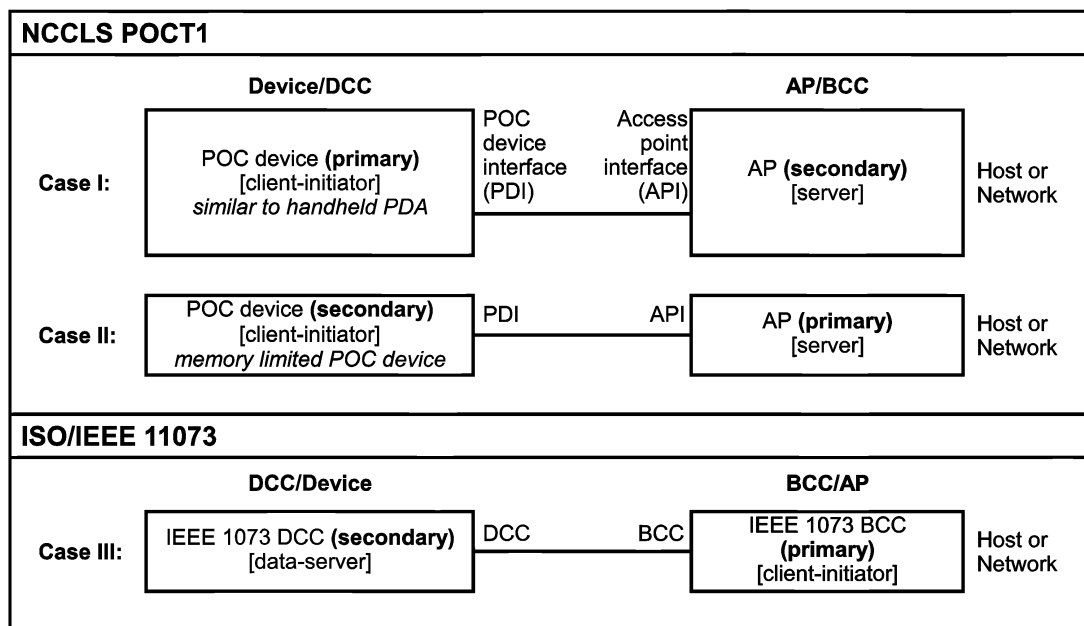 NCCLS POCT1
Device/DCC
AP/BCC
Case I:
POC device (primary)
[client-initiator]
similar to handheld PDA
POC
device
interface
(PDI)
Access
point
interface
(API)
AP (secondary)
[server]
Host or
Network
Case II:
POC device (secondary)
[client-initiator]
memory limited POC device
PDI
API
AP (primary)
[server]
Host or
Network
ISO/IEEE 11073
DCC/Device
BCC/AP
Case III:
IEEE 1073 DCC (secondary)
[data-server]
DCC
BCC
IEEE 1073 BCC
(primary)
[client-initiator]
Host or
Network